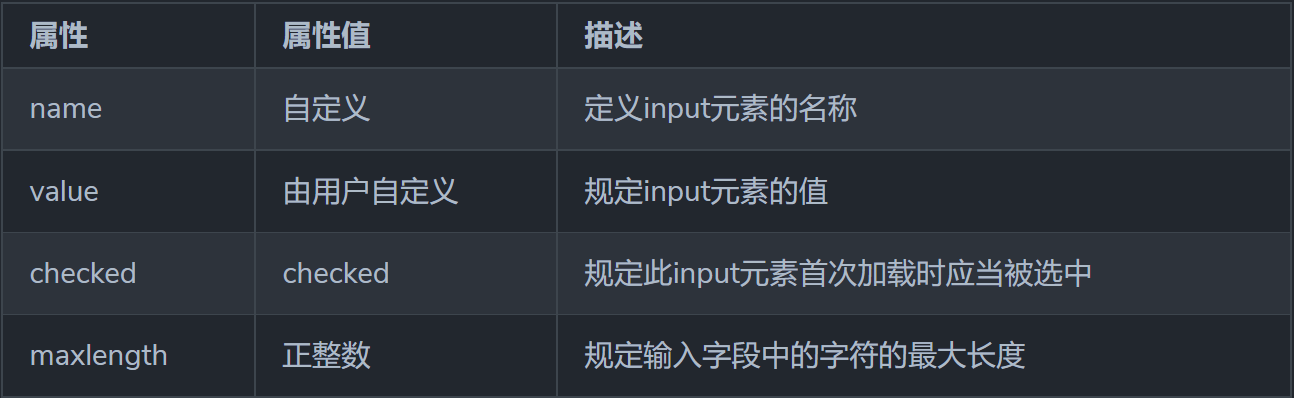 属性 属性值 描述
name 自定义 定义input元素的名称
value 由用户自定义 规定input元素的值
checked checked 规定此input元素首次加载时应当被选中
maxlength 正整数 规定输入字段中的字符的最大长度